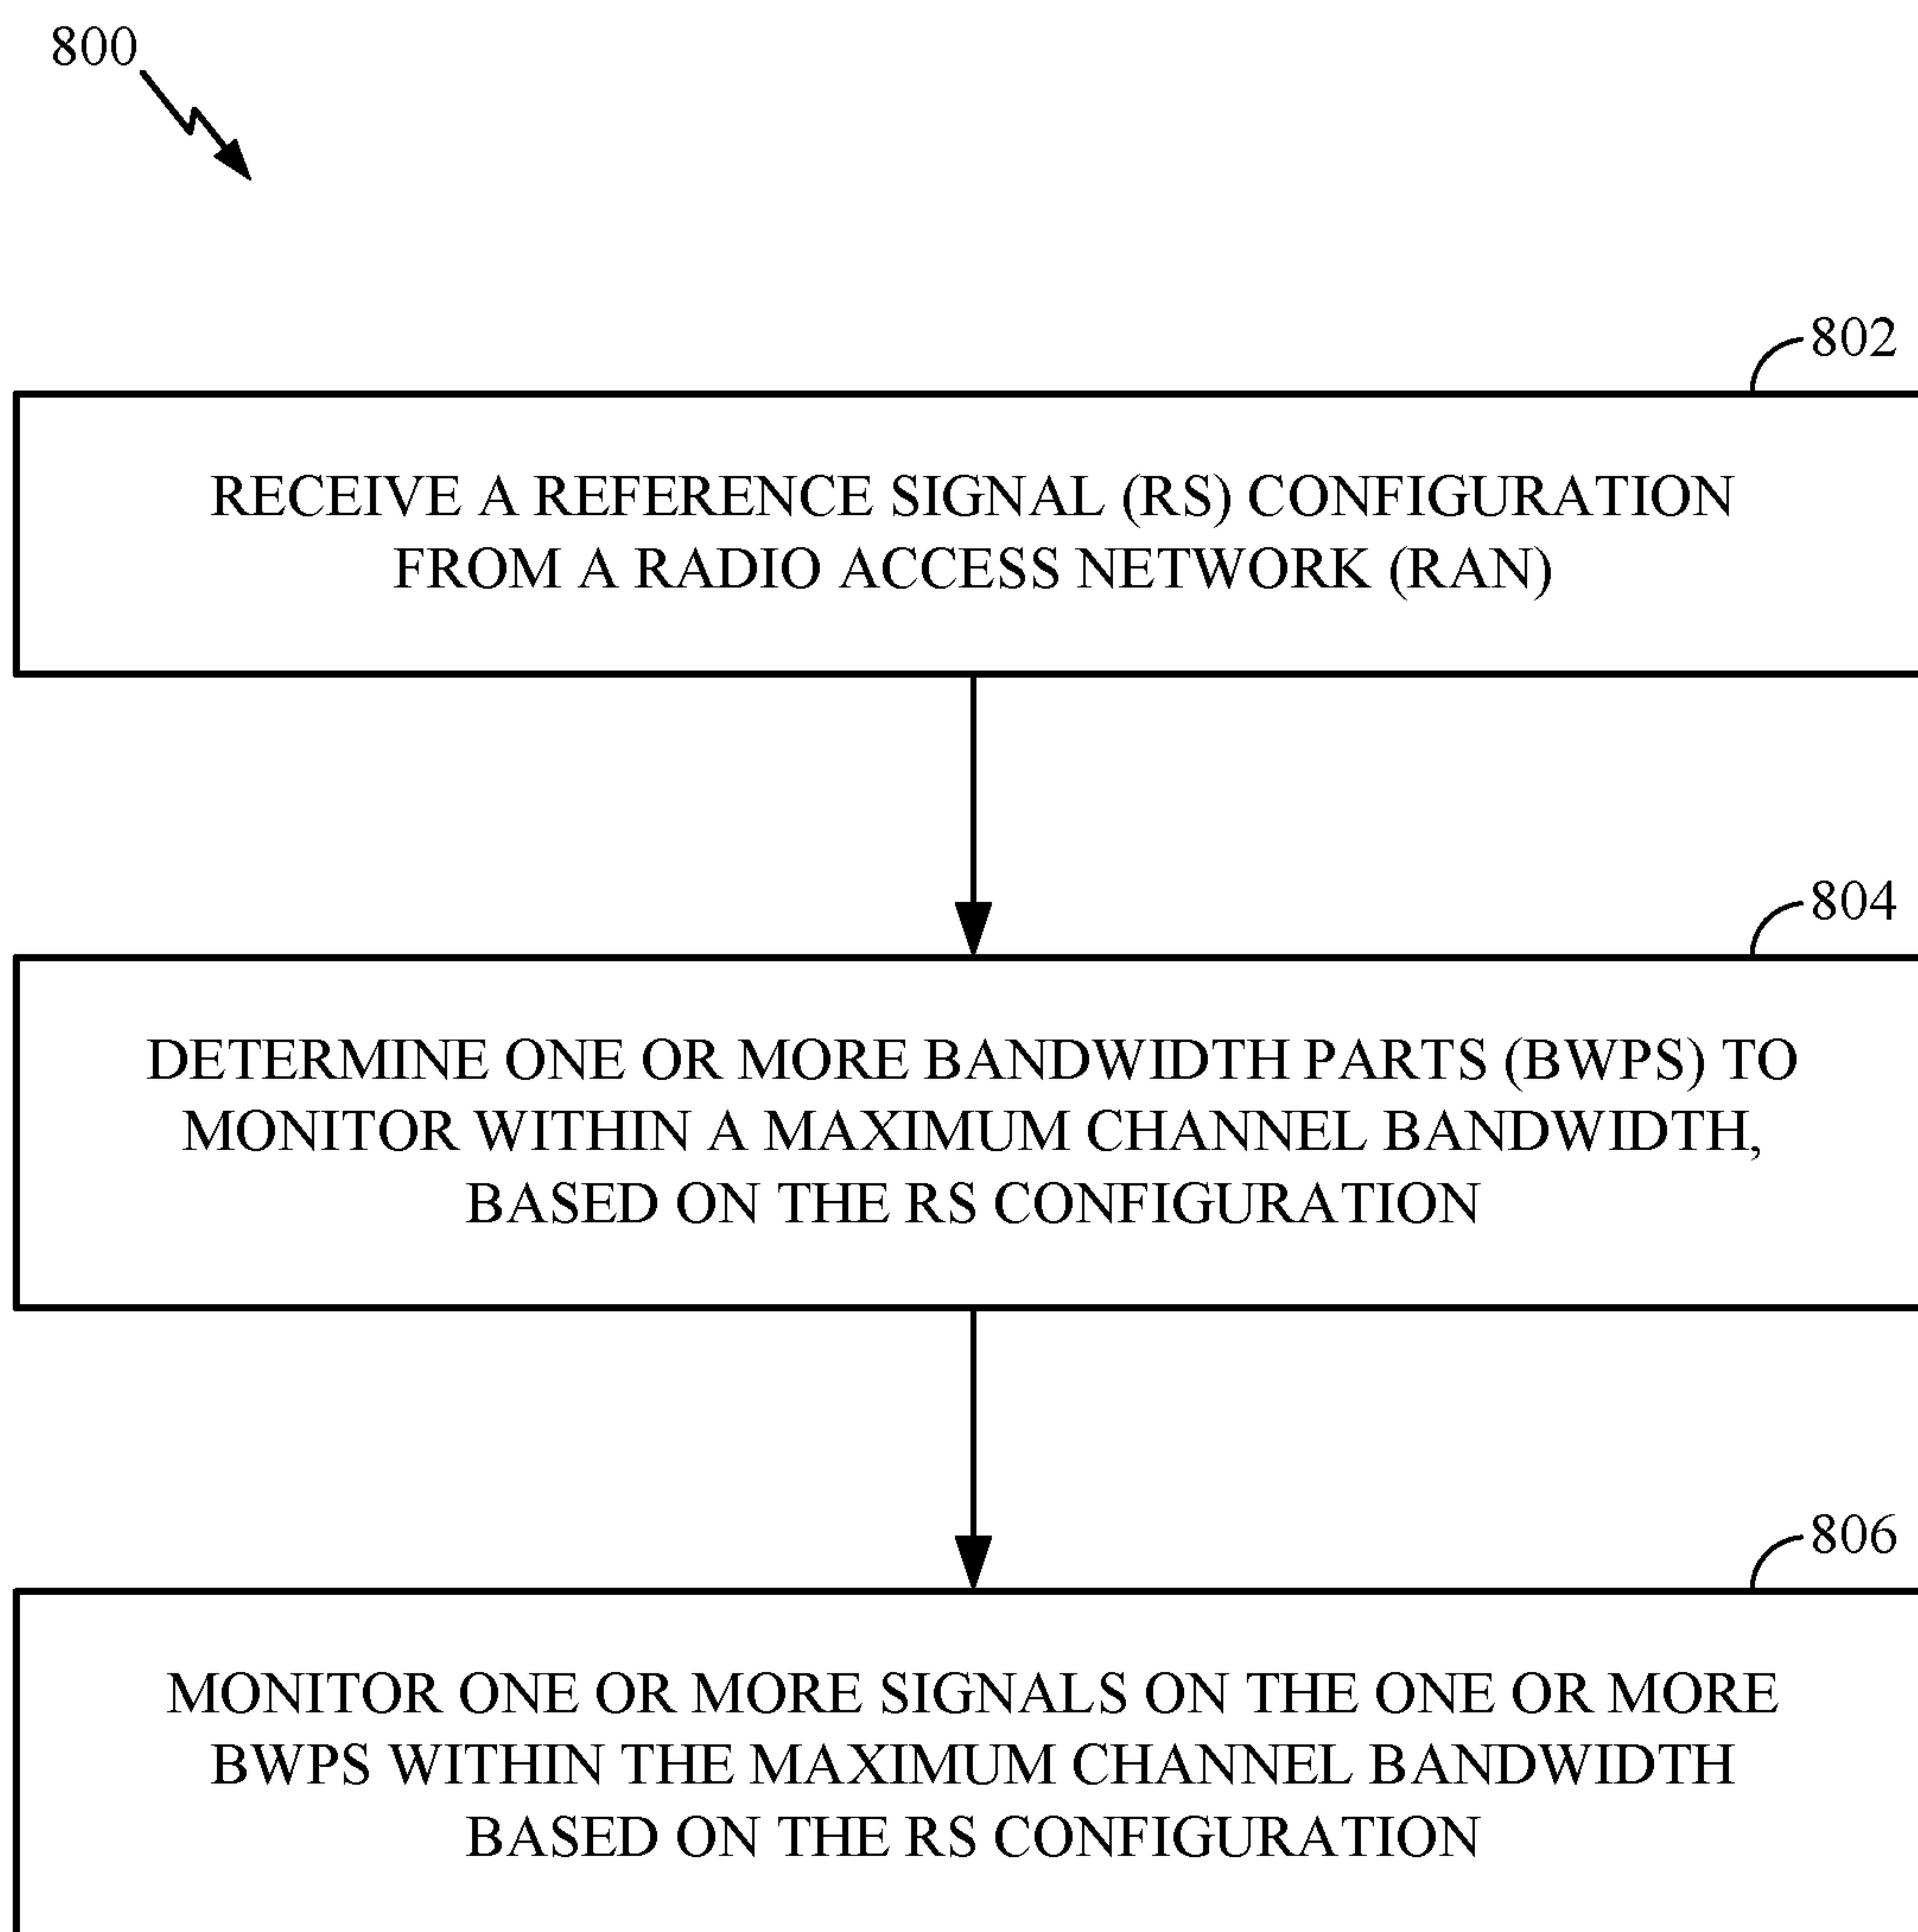 800
802
RECEIVE A REFERENCE SIGNAL (RS) CONFIGURATION
FROM A RADIO ACCESS NETWORK (RAN)
804
DETERMINE ONE OR MORE BANDWIDTH PARTS (BWPS) TO
MONITOR WITHIN A MAXIMUM CHANNEL BANDWIDTH,
BASED ON THE RS CONFIGURATION
806
MONITOR ONE OR MORE SIGNALS ON THE ONE OR MORE
BWPS WITHIN THE MAXIMUM CHANNEL BANDWIDTH
BASED ON THE RS CONFIGURATION